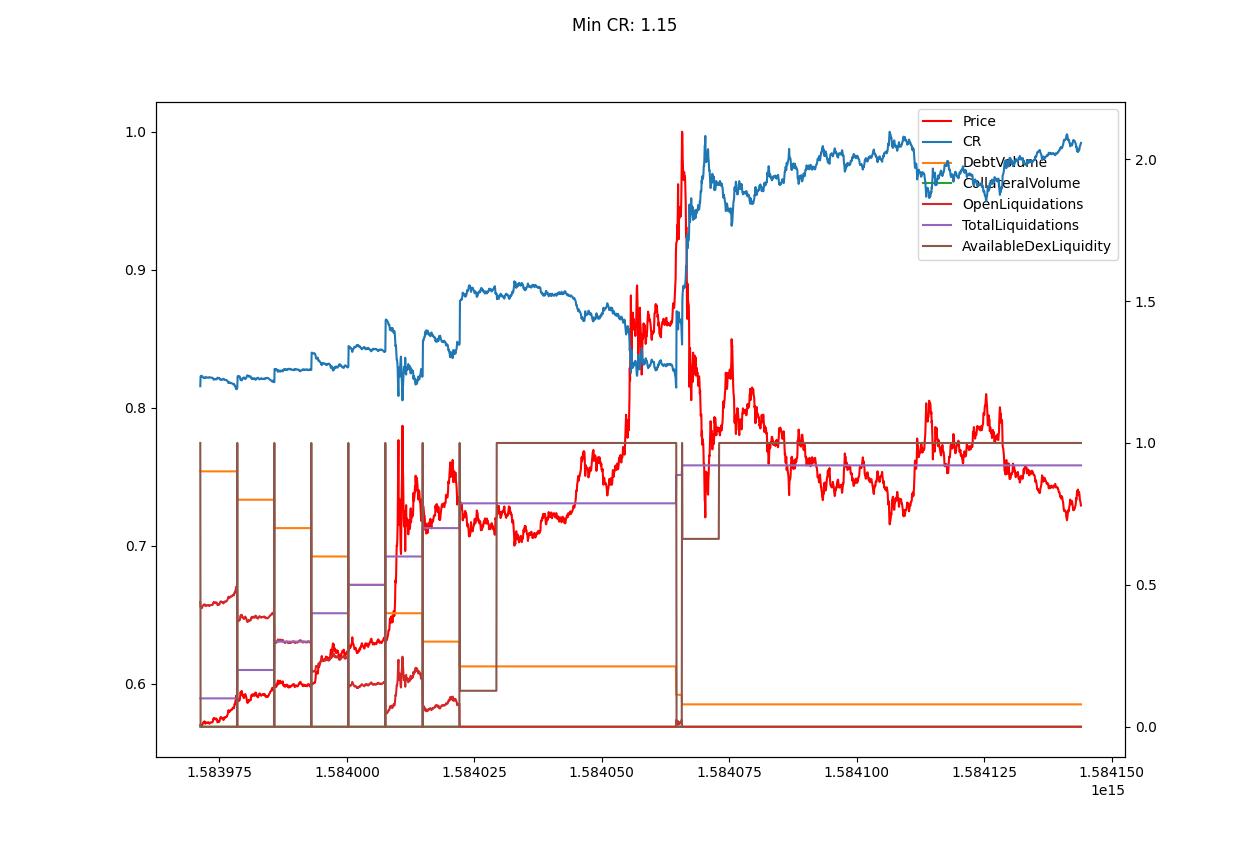 Min CR: 1.15
1.0
0.9
0.8
0.7
0.6
2.0
1.5
1.0
0.5
0.0
Price
CR
DebtVolume
CollateralVolume
OpenLiquidations
TotalLiquidations
AvailableDexLiquidity
1.583975 1.584000 1.584025 1.584050 1.584075 1.584100 1.584125 1.584150
1e15